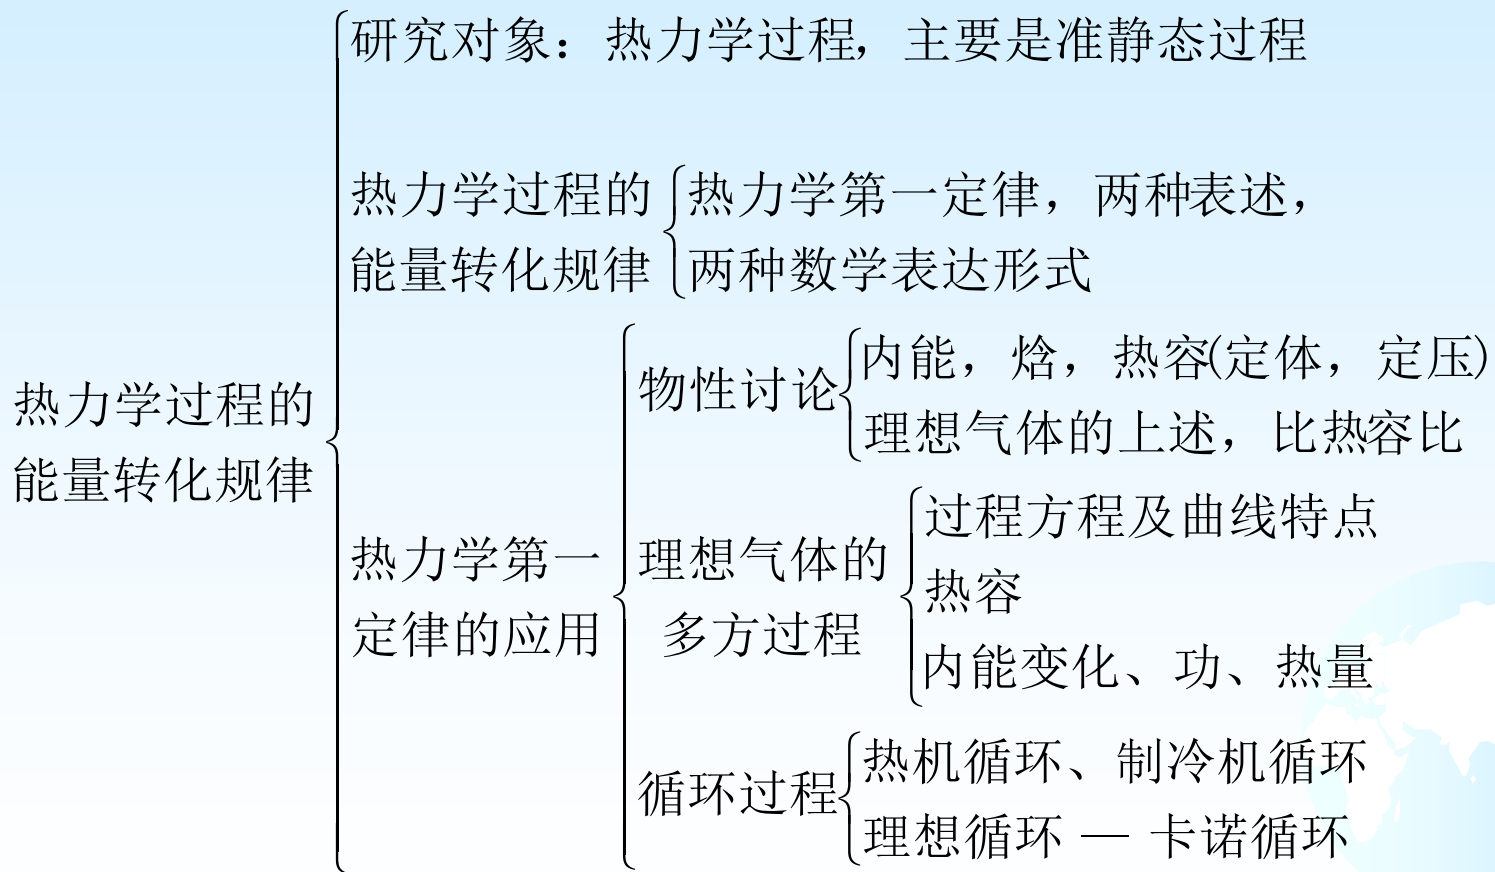 研究对象：热力学过程，主要是准静态过程
热力学过程的
能量转化规律
热力学第一定律，两种表述，
两种数学表达形式
热力学过程的
能量转化规律
热力学第一
定律的应用
物性讨论
内能，焓，热容(定体，定压)
理想气体的上述，比热容比
理想气体的
多方过程
过程方程及曲线特点
热容
内能变化、功、热量
循环过程
热机循环、制冷机循环
理想循环 — 卡诺循环